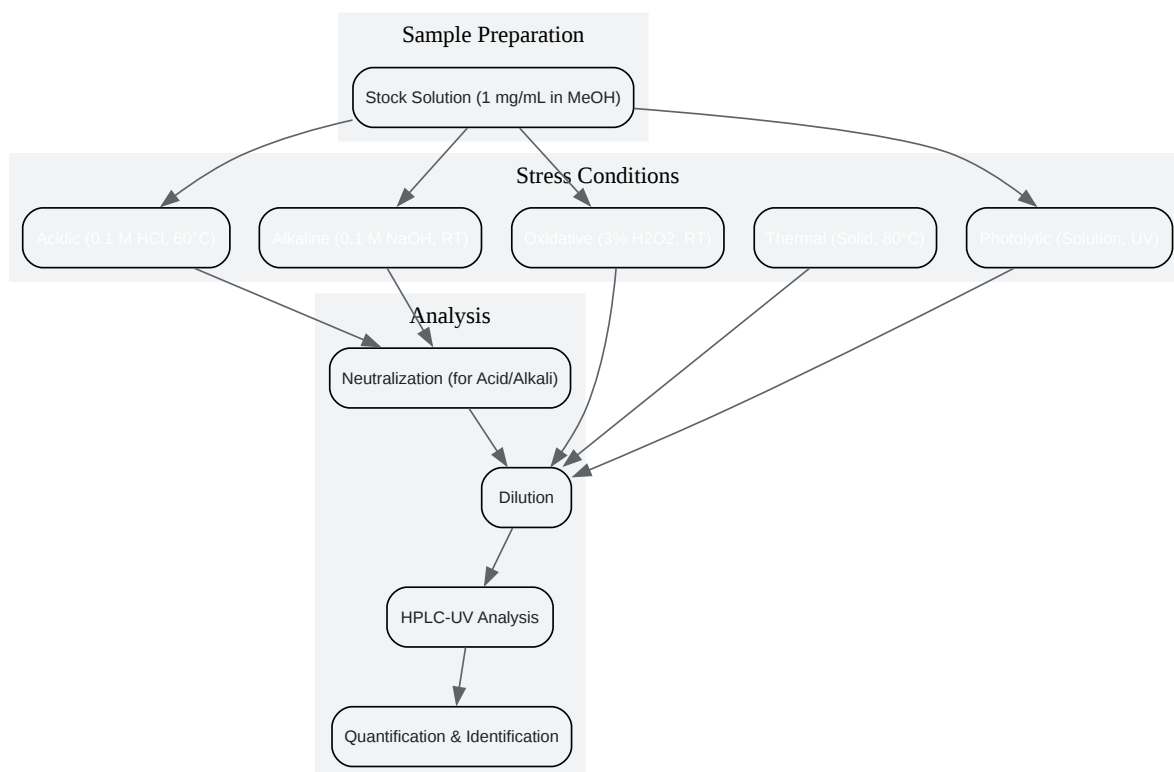 Sample Preparation
Stock Solution (1 mg/mL in MeOH)
Stress Conditions
Acidic (0.1 M HCl, 60°C)
Alkaline (0.1 M NaOH, RT)
Oxidative (3% H2O2, RT)
Thermal (Solid, 80°C)
Photolytic (Solution, UV)
Analysis
Neutralization (for Acid/Alkali)
Dilution
HPLC-UV Analysis
Quantification & Identification